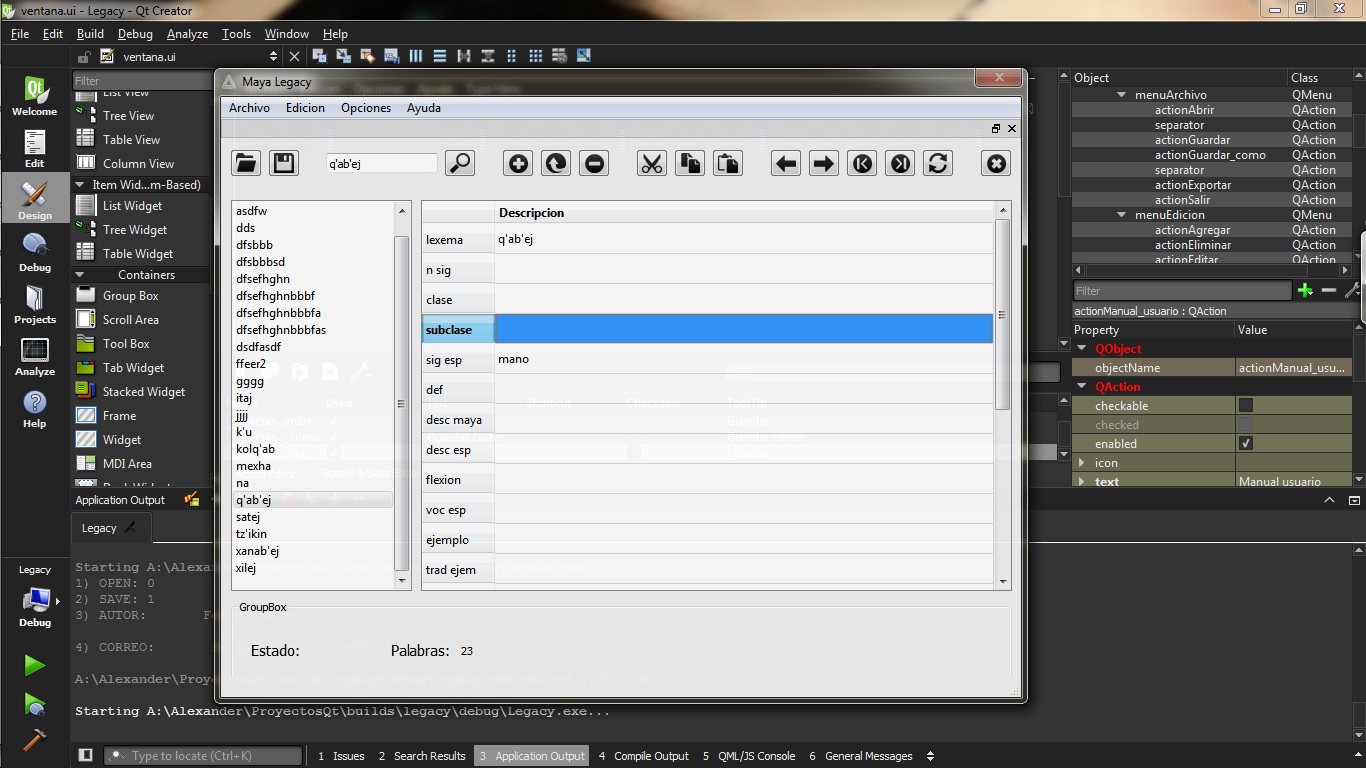 ventana.ui - Legacy - Qt Creator
File Edit Build Debug Analyze Tools Window Help
ventana.ui
Welcome
Edit
Design
Debug
Projects
Analyze
Help
Legacy
Debug
Filter
List View
Tree View
Table View
Column View
Item Wid...m-Based)
List Widget
Tree Widget
Table Widget
Containers
Group Box
Scroll Area
Tool Box
Tab Widget
Stacked Widget
Frame
Widget
MDI Area
Maya Legacy
Archivo Edicion Opciones Ayuda
q'ab'ej
asdfw
dds
dfsbbb
dfsbbbsd
dfsefhghn
dfsefhghnbbbf
dfsefhghnbbbfa
dfsefhghnbbbfas
dsdfasdf
ffeer2
gggg
itaj
jjjj
k'u
kolq'ab
mexha
na
q'ab'ej
satej
tz'ikin
xanab'ej
xilej
Descripcion
lexema q'ab'ej
n sig
clase
subclase
sig esp mano
def
desc maya
desc esp
flexion
voc esp
ejemplo
trad ejem
GroupBox
Estado: Palabras: 23
Object Class
menuArchivo QMenu
actionAbrir QAction
separator QAction
actionGuardar QAction
actionGuardar_como QAction
separator QAction
actionExportar QAction
actionSalir QAction
menuEdicion QMenu
actionAgregar QAction
actionEliminar QAction
actionEditar QAction
Filter
actionManual_usuario : QAction
Property Value
QObject
objectName actionManual_usu...
QAction
checkable
checked
enabled
icon
text Manual usuario
Application Output
Legacy
1) OPEN: 0
2) SAVE: 1
3) AUTOR:
4) CORREO:
Starting A:\Alexander\ProyectosQt\builds\legacy\debug\Legacy.exe...
Type to locate (Ctrl+K) 1 Issues 2 Search Results 3 Application Output 4 Compile Output 5 QML/JS Console 6 General Messages